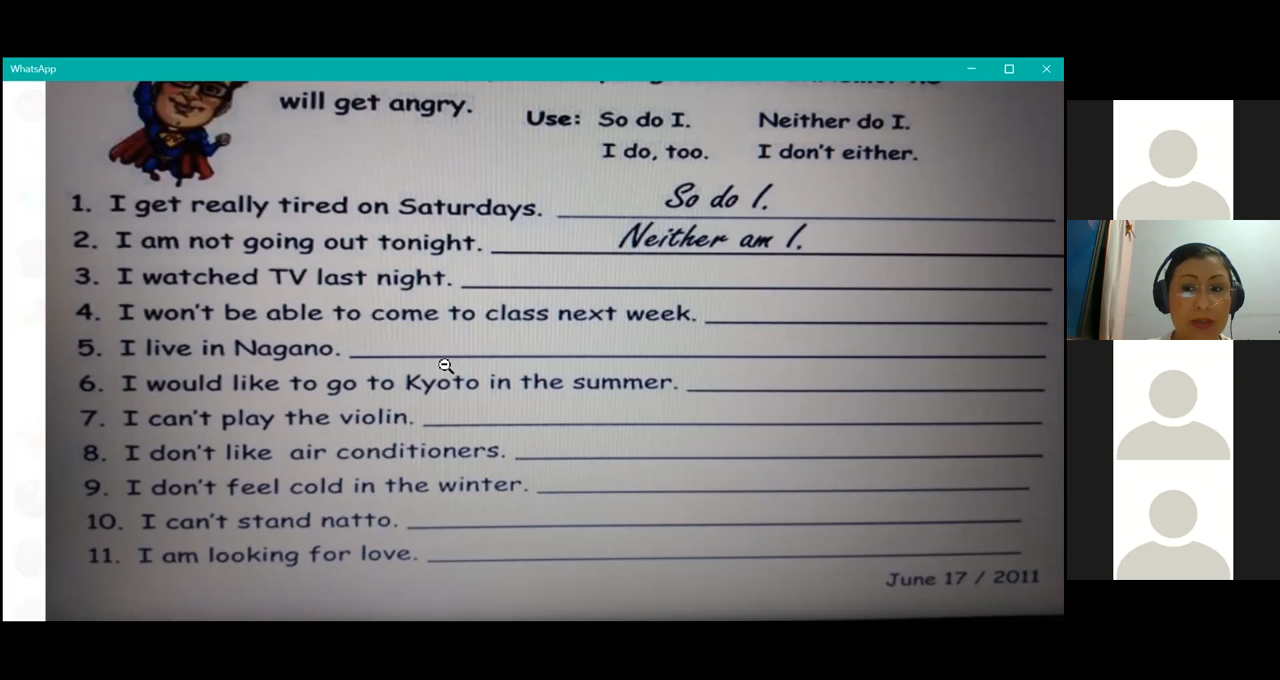 WhatsApp
will get angry.
Use: So do I. Neither do I.
I do, too. I don't either.
1. I get really tired on Saturdays. So do I.
2. I am not going out tonight. Neither am I.
3. I watched TV last night.
4. I won't be able to come to class next week.
5. I live in Nagano.
6. I would like to go to Kyoto in the summer.
7. I can't play the violin.
8. I don't like air conditioners.
9. I don't feel cold in the winter.
10. I can't stand natto.
11. I am looking for love.
June 17 / 2011